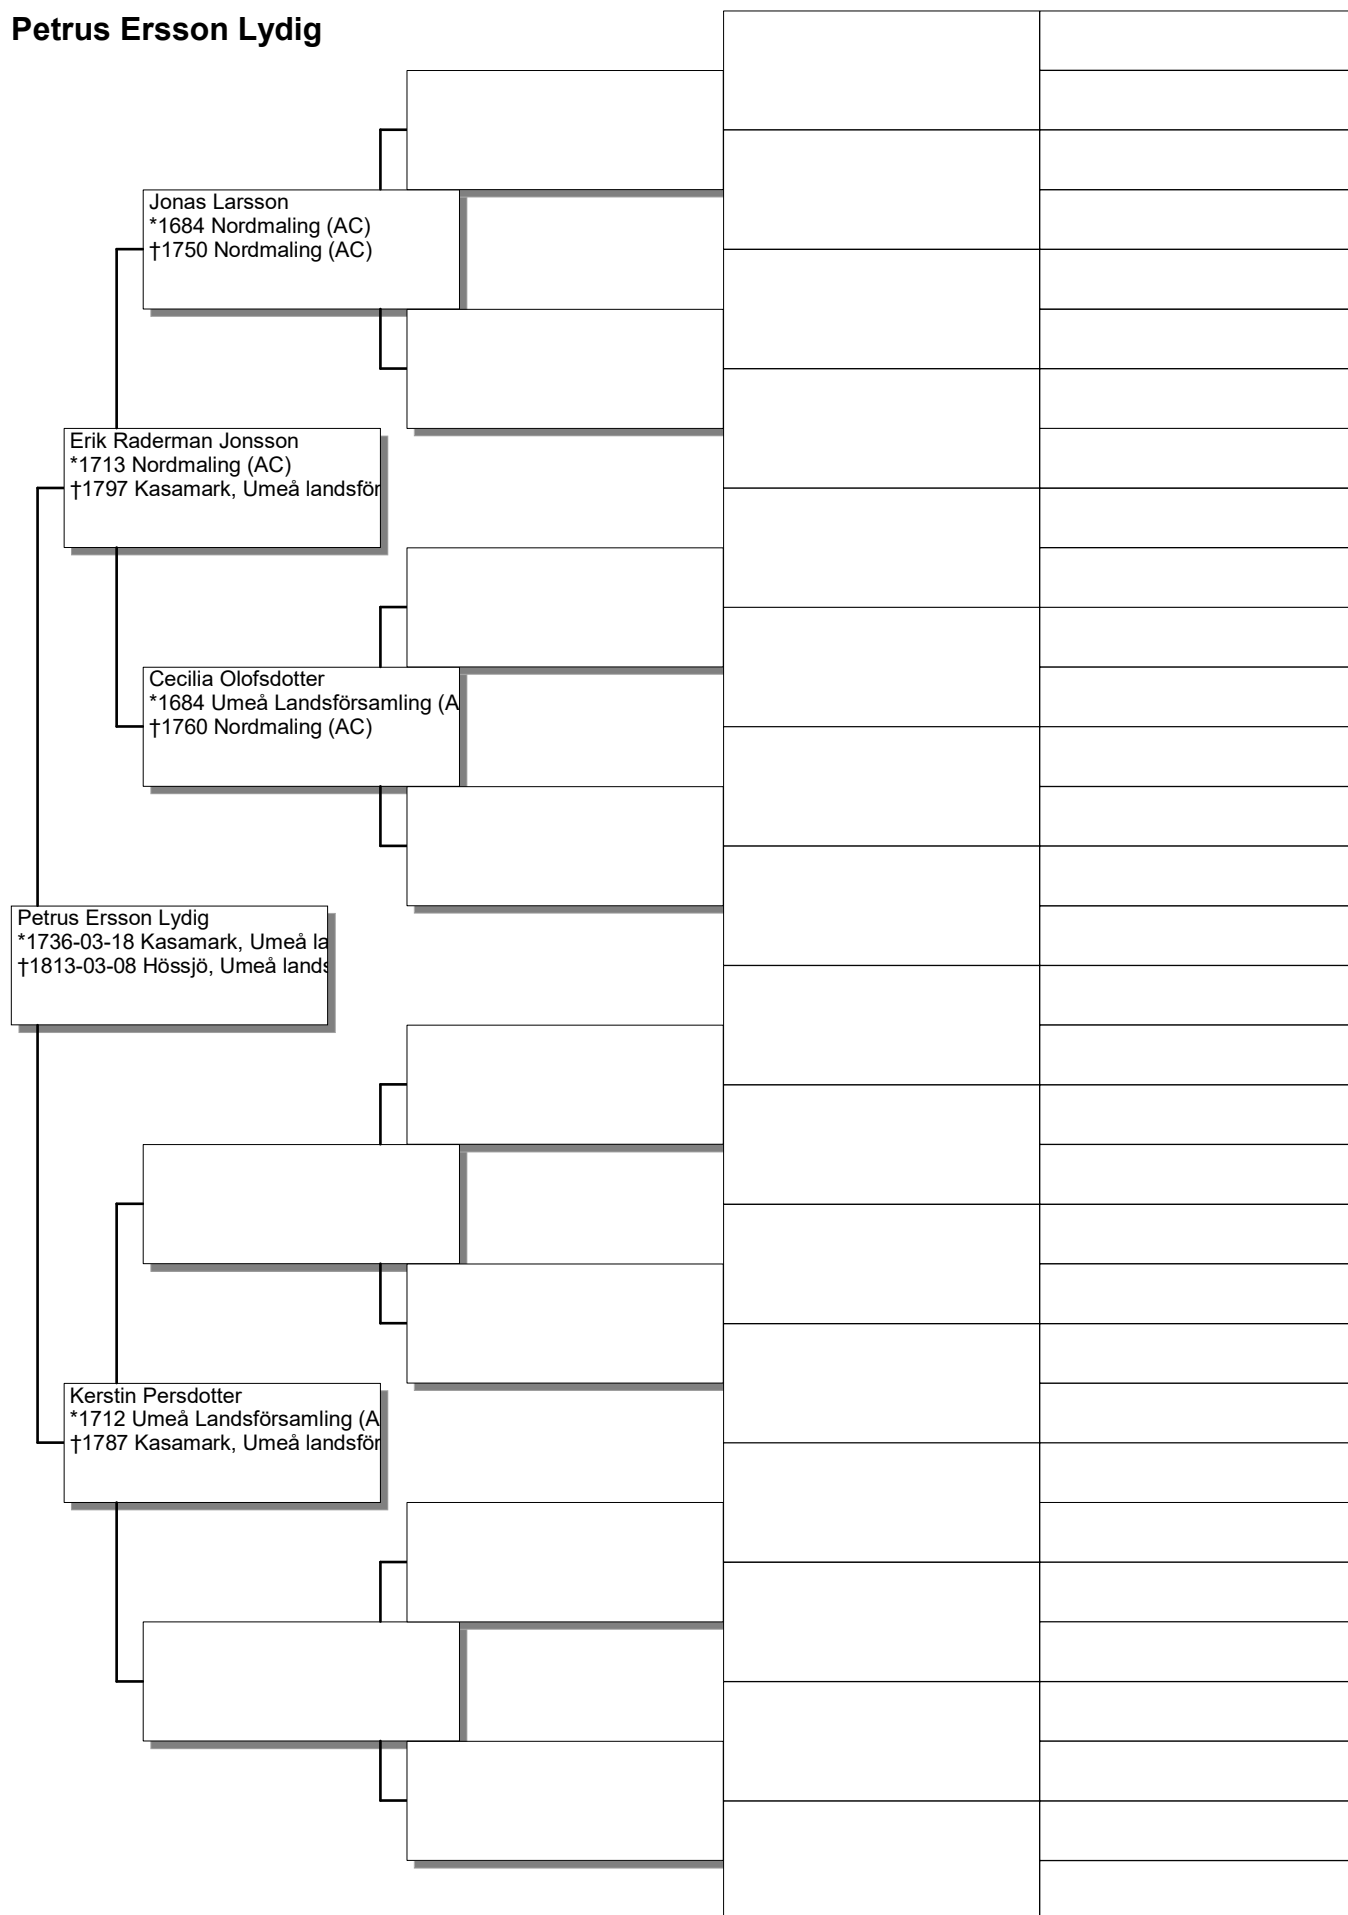 Petrus Ersson Lydig
Jonas Larsson
*1684 Nordmaling (AC)
†1750 Nordmaling (AC)
Erik Raderman Jonsson
*1713 Nordmaling (AC)
†1797 Kasamark, Umeå landsför
Cecilia Olofsdotter
*1684 Umeå Landsförsamling (A
†1760 Nordmaling (AC)
Petrus Ersson Lydig
*1736-03-18 Kasamark, Umeå la
†1813-03-08 Hössjö, Umeå lands
Kerstin Persdotter
*1712 Umeå Landsförsamling (A
†1787 Kasamark, Umeå landsför